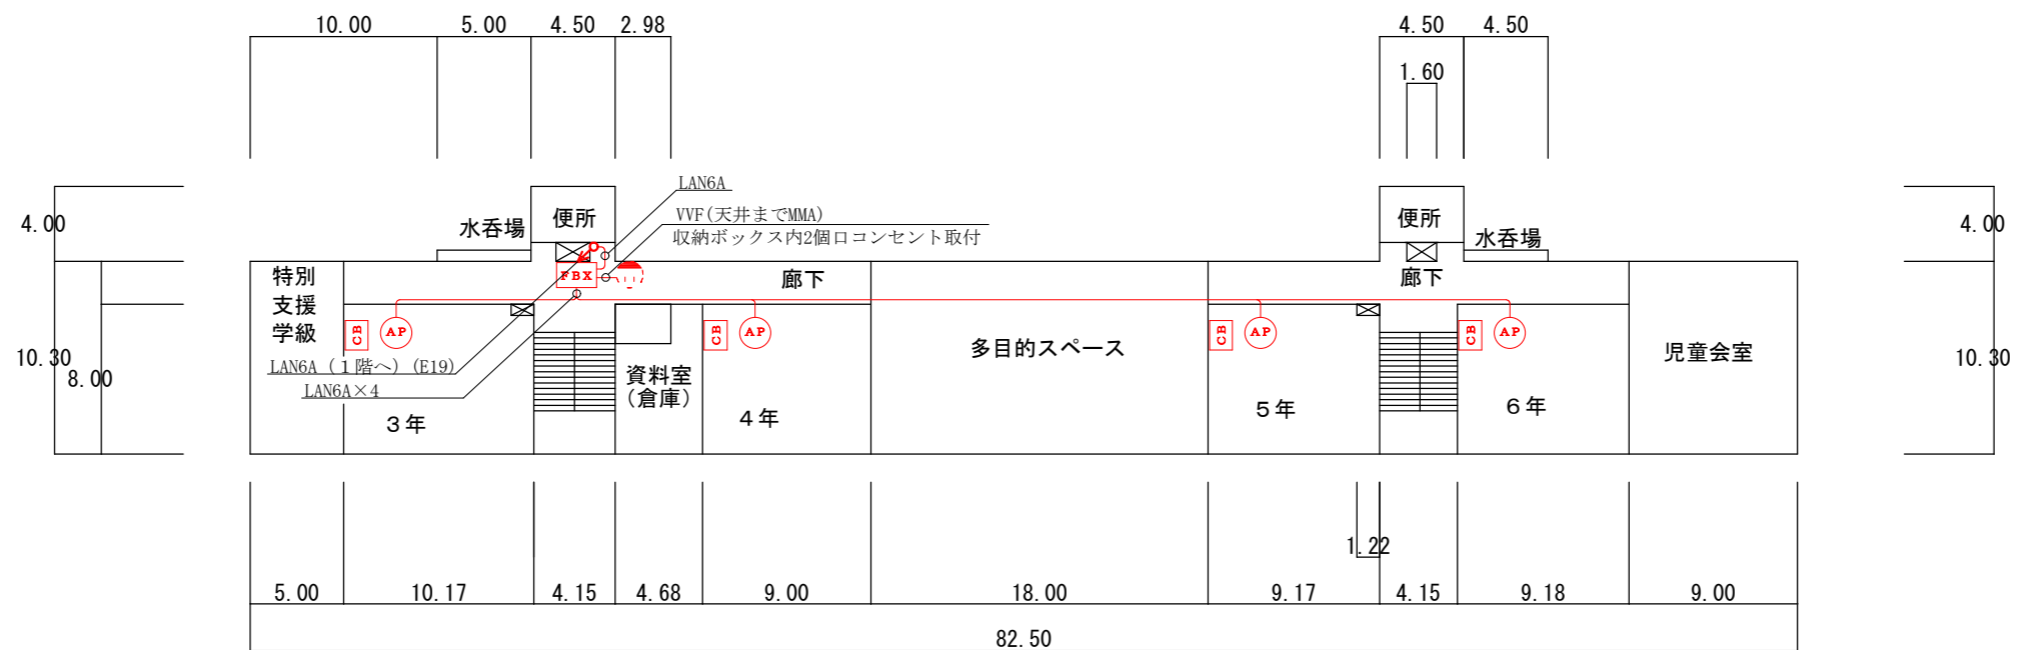 10.00 5.00 4.50 2.98 4.50 4.50
1.60
LAN6A
4.00 水呑場 便所 VVF(天井までMMA) 便所 水呑場 4.00
収納ボックス内2個口コンセント取付
特別 FBX 廊下 廊下
支援
学級 CB AP CB AP CB AP CB AP
10.30 8.00 LAN6A(1階へ)(E19) 資料室 多目的スペース 児童会室 10.30
LAN6A×4 (倉庫)
3年 4年 5年 6年
1.22
5.00 10.17 4.15 4.68 9.00 18.00 9.17 4.15 9.18 9.00
82.50